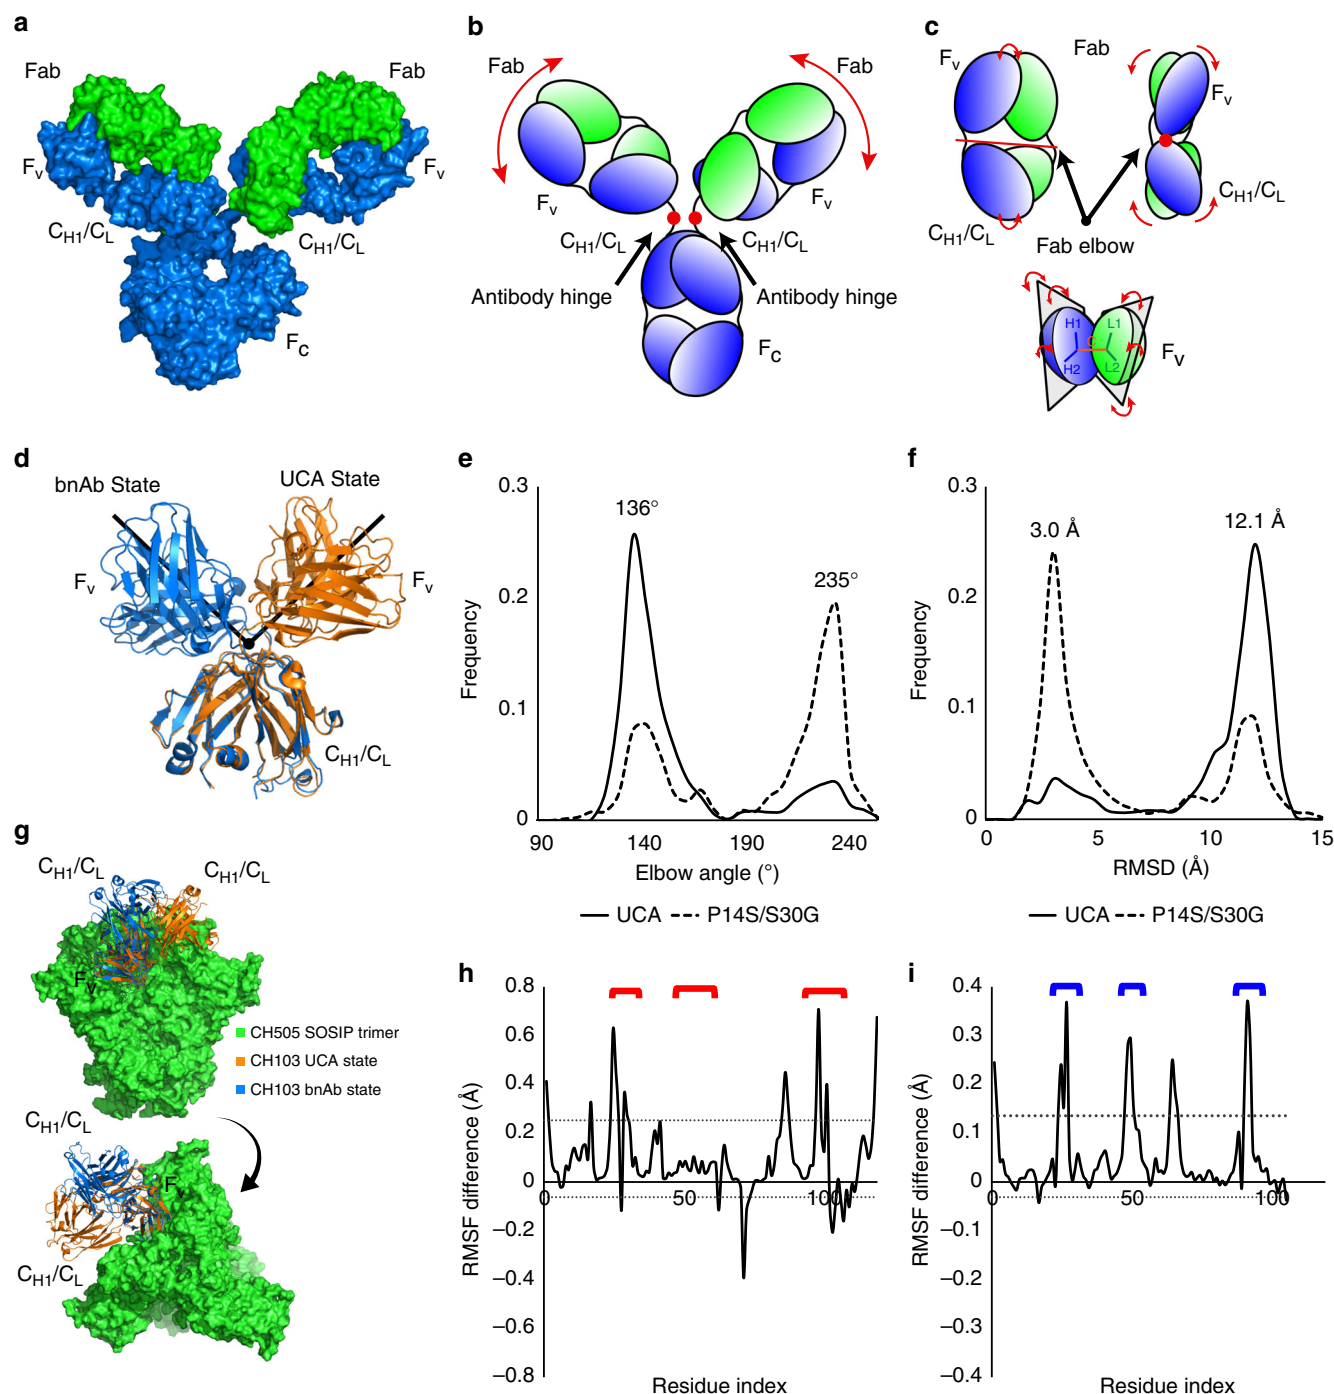 a
Fab
Fab
Fv
Fv
CH1/CL
CH1/CL
FC
b
Fab
Fab
Fv
Fv
CH1/CL
CH1/CL
Antibody hinge
Antibody hinge
FC
c
Fv
Fab
Fv
CH1/CL
CH1/CL
Fab elbow
H1
L1
C
H2
L2
Fv
d
bnAb State
UCA State
Fv
Fv
CH1/CL
e
0.3
0.2
0.1
0
Frequency
136°
235°
90
140
190
240
Elbow angle (°)
UCA
P14S/S30G
f
0.3
0.2
0.1
0
Frequency
3.0 Å
12.1 Å
0
5
10
15
RMSD (Å)
UCA
P14S/S30G
g
CH1/CL
CH1/CL
Fv
CH505 SOSIP trimer
CH103 UCA state
CH103 bnAb state
CH1/CL
Fv
CH1/CL
h
0.8
0.6
0.4
0.2
0
−0.2
−0.4
−0.6
−0.8
RMSF difference (Å)
0
50
100
Residue index
i
0.4
0.3
0.2
0.1
0
−0.1
−0.2
−0.3
−0.4
RMSF difference (Å)
0
50
100
Residue index